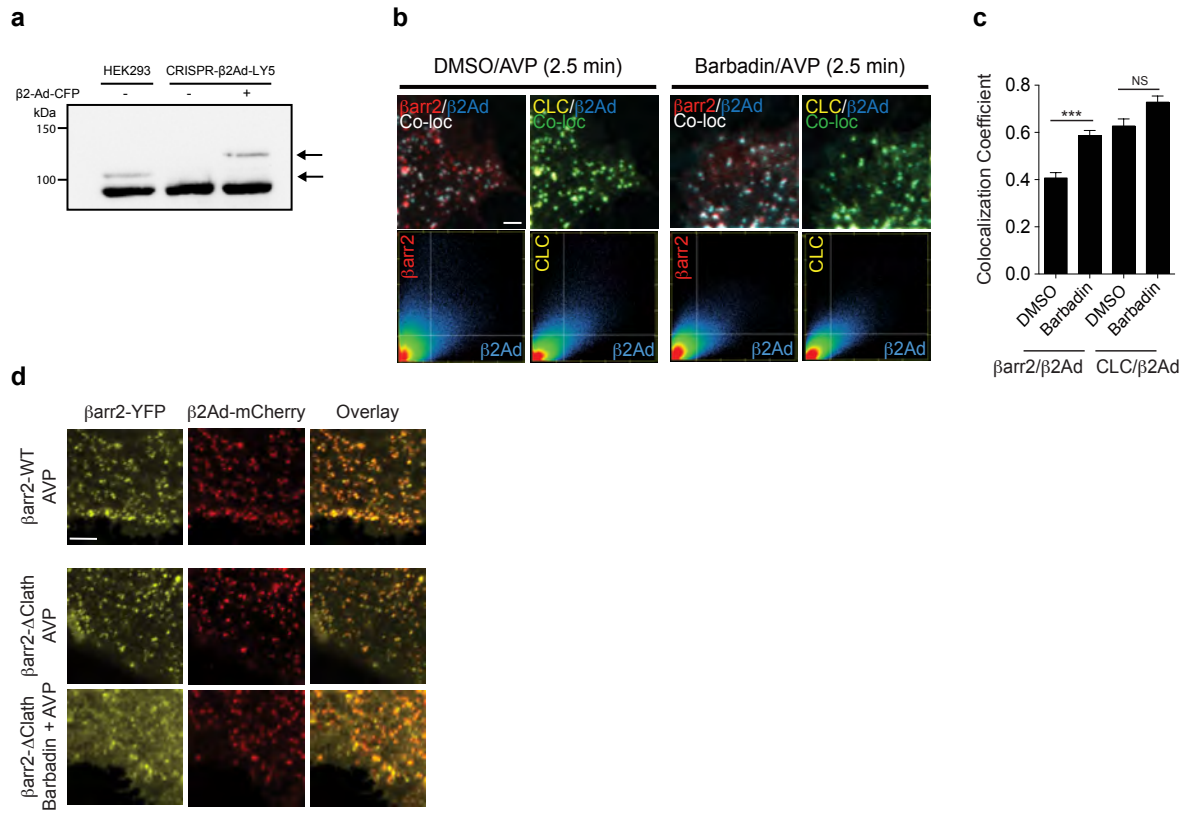 a
HEK293 CRISPR-β2Ad-LY5
β2-Ad-CFP - - +
kDa
150
100
b
DMSO/AVP (2.5 min) Barbadin/AVP (2.5 min)
βarr2/β2Ad CLC/β2Ad βarr2/β2Ad CLC/β2Ad
Co-loc Co-loc Co-loc Co-loc
βarr2 CLC βarr2 CLC
β2Ad β2Ad β2Ad β2Ad
c
Colocalization Coefficient
0.8
0.6
0.4
0.2
0.0
*** NS
DMSO Barbadin DMSO Barbadin
βarr2/β2Ad CLC/β2Ad
d
βarr2-YFP β2Ad-mCherry Overlay
βarr2-WT
AVP
βarr2-ΔClath
AVP
βarr2-ΔClath
Barbadin + AVP